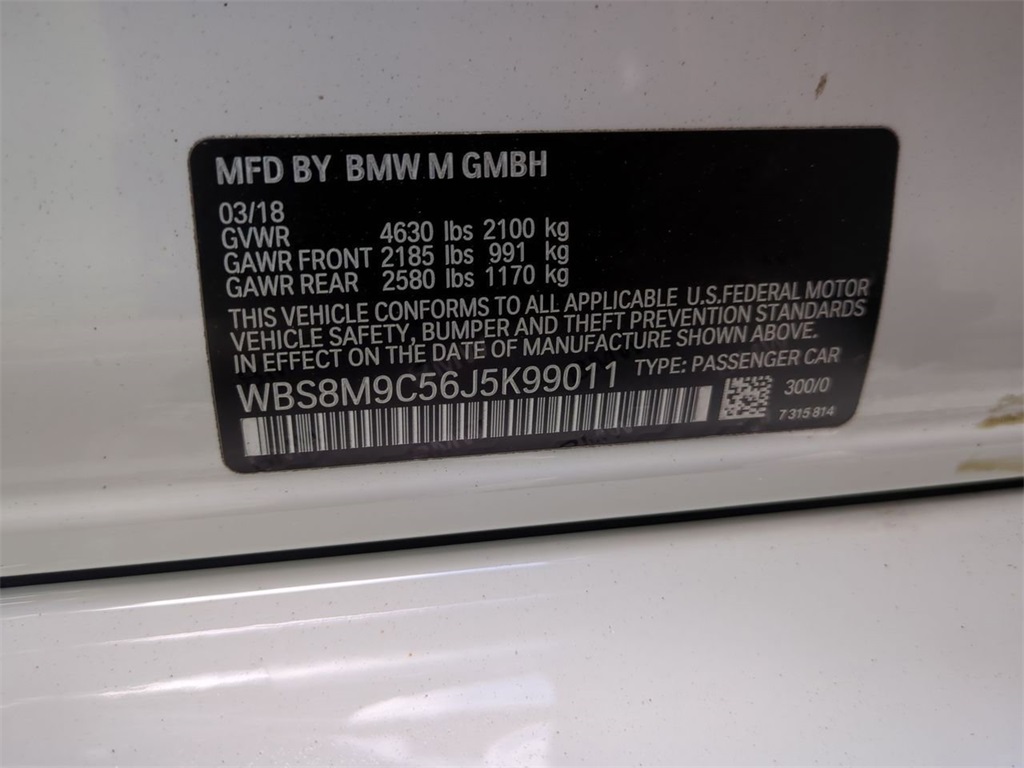 MFD BY BMW M GMBH
03/18
GVWR 4630 lbs 2100 kg
GAWR FRONT 2185 lbs 991 kg
GAWR REAR 2580 lbs 1170 kg
THIS VEHICLE CONFORMS TO ALL APPLICABLE U.S.FEDERAL MOTOR
VEHICLE SAFETY, BUMPER AND THEFT PREVENTION STANDARDS
IN EFFECT ON THE DATE OF MANUFACTURE SHOWN ABOVE.
WBS8M9C56J5K99011 TYPE: PASSENGER CAR
300/0
7 315 814